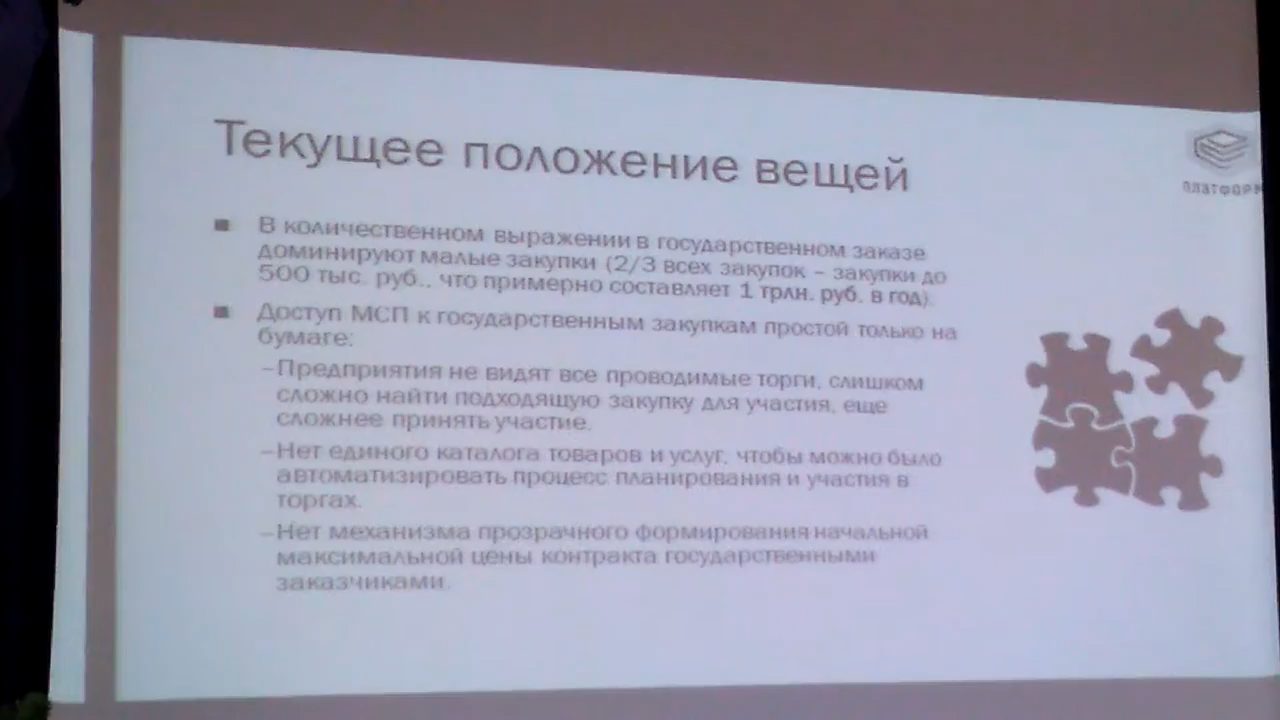 Текущее положение вещей
ПЛАТФОРМ
В количественном выражении в государственном заказе
доминируют малые закупки (2/3 всех закупок – закупки до
500 тыс. руб., что примерно составляет 1 трлн. руб. в год).
Доступ МСП к государственным закупкам простой только на
бумаге:
–Предприятия не видят все проводимые торги, слишком
сложно найти подходящую закупку для участия, еще
сложнее принять участие.
–Нет единого каталога товаров и услуг, чтобы можно было
автоматизировать процесс планирования и участия в
торгах.
–Нет механизма прозрачного формирования начальной
максимальной цены контракта государственными
заказчиками.